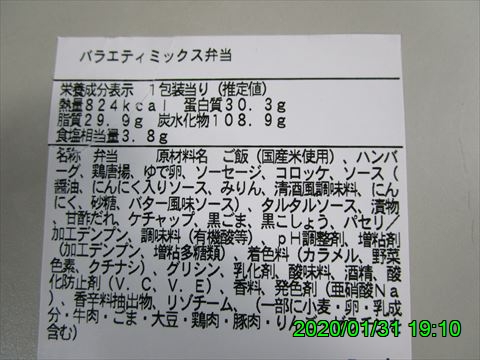 バラエティミックス弁当
栄養成分表示　１包装当り（推定値）
熱量８２４ｋｃａｌ　蛋白質３０．３ｇ
脂質２９．９ｇ　炭水化物１０８．９ｇ
食塩相当量３．８ｇ
名称　弁当　　原材料名　ご飯（国産米使用）、ハンバ
ーグ、鶏唐揚、ゆで卵、ソーセージ、コロッケ、ソース（
醤油、にんにく入りソース、みりん、清酒風調味料、にん
にく、砂糖、バター風味ソース）、タルタルソース、漬物
、甘酢だれ、ケチャップ、黒ごま、黒こしょう、パセリ／
加工デンプン、調味料（有機酸等）、ｐＨ調整剤、増粘剤
（加工デンプン、増粘多糖類）、着色料（カラメル、野菜
色素、クチナシ）、グリシン、乳化剤、酸味料、酒精、酸
化防止剤（Ｖ．Ｃ、Ｖ．Ｅ）、香料、発色剤（亜硝酸Ｎａ
）、香辛料抽出物、リゾチーム、（一部に小麦・卵・乳成
分・牛肉・ごま・大豆・鶏肉・豚肉・りんご・ゼラチンを
含む）
2020/01/31 19:10